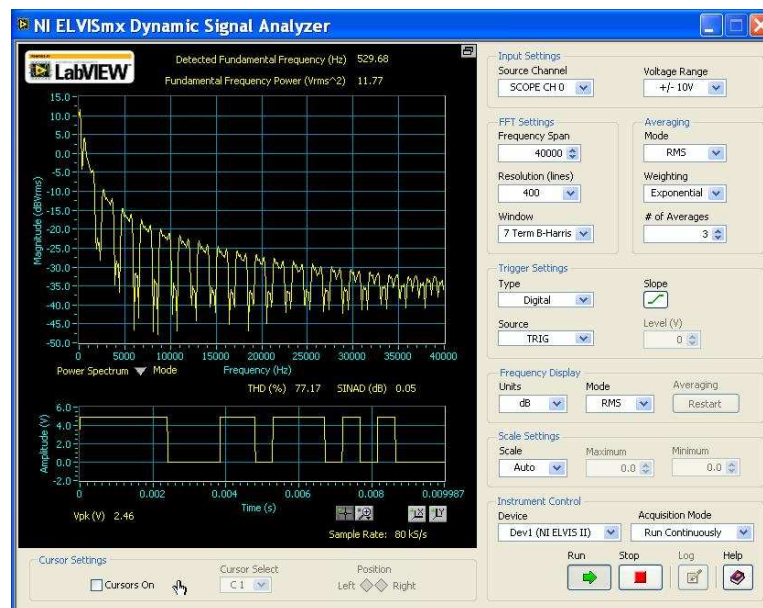 NI ELVISmx Dynamic Signal Analyzer
LabVIEW
Detected Fundamental Frequency (Hz) 529.68
Fundamental Frequency Power (Vrms^2) 11.77
Magnitude (dBVrms)
15.0
10.0
5.0
0.0
-5.0
-10.0
-15.0
-20.0
-25.0
-30.0
-35.0
-40.0
-45.0
-50.0
0 5000 10000 15000 20000 25000 30000 35000 40000
Power Spectrum Mode Frequency (Hz)
THD (%) 77.17 SINAD (dB) 0.05
Amplitude (V)
6.0
4.0
2.0
0.0
-2.0
0 0.002 0.004 0.006 0.008 0.009987
Time (s)
Vpk (V) 2.46
Sample Rate: 80 kS/s
Cursor Settings
Cursors On
Cursor Select
C1
Position
Left Right
Input Settings
Source Channel Voltage Range
SCOPE CH 0 +/- 10V
FFT Settings
Frequency Span
40000
Resolution (lines)
400
Window
7 Term B-Harris
Averaging
Mode
RMS
Weighting
Exponential
# of Averages
3
Trigger Settings
Type Slope
Digital
Source Level (V)
TRIG 0
Frequency Display
Units Mode Averaging
dB RMS Restart
Scale Settings
Scale Maximum Minimum
Auto 0.0 0.0
Instrument Control
Device Acquisition Mode
Dev1 (NI ELVIS II) Run Continuously
Run Stop Log Help